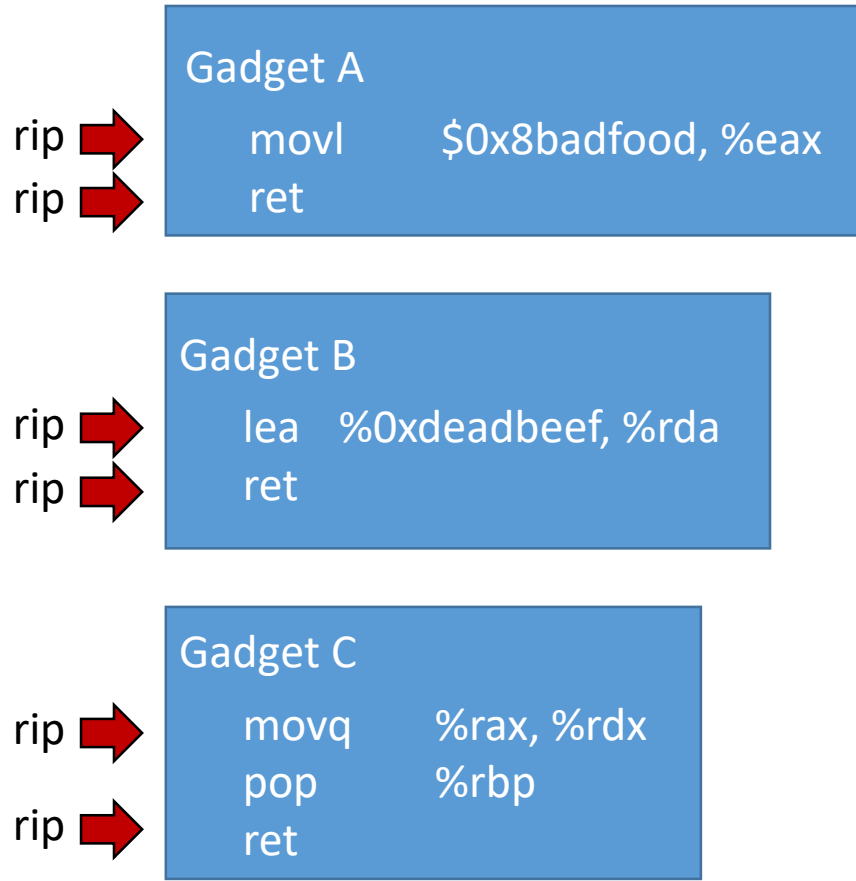 Gadget A
rip movl $0x8badfood, %eax
rip ret
Gadget B
rip lea %0xdeadbeef, %rda
rip ret
Gadget C
rip movq %rax, %rdx
pop %rbp
rip ret